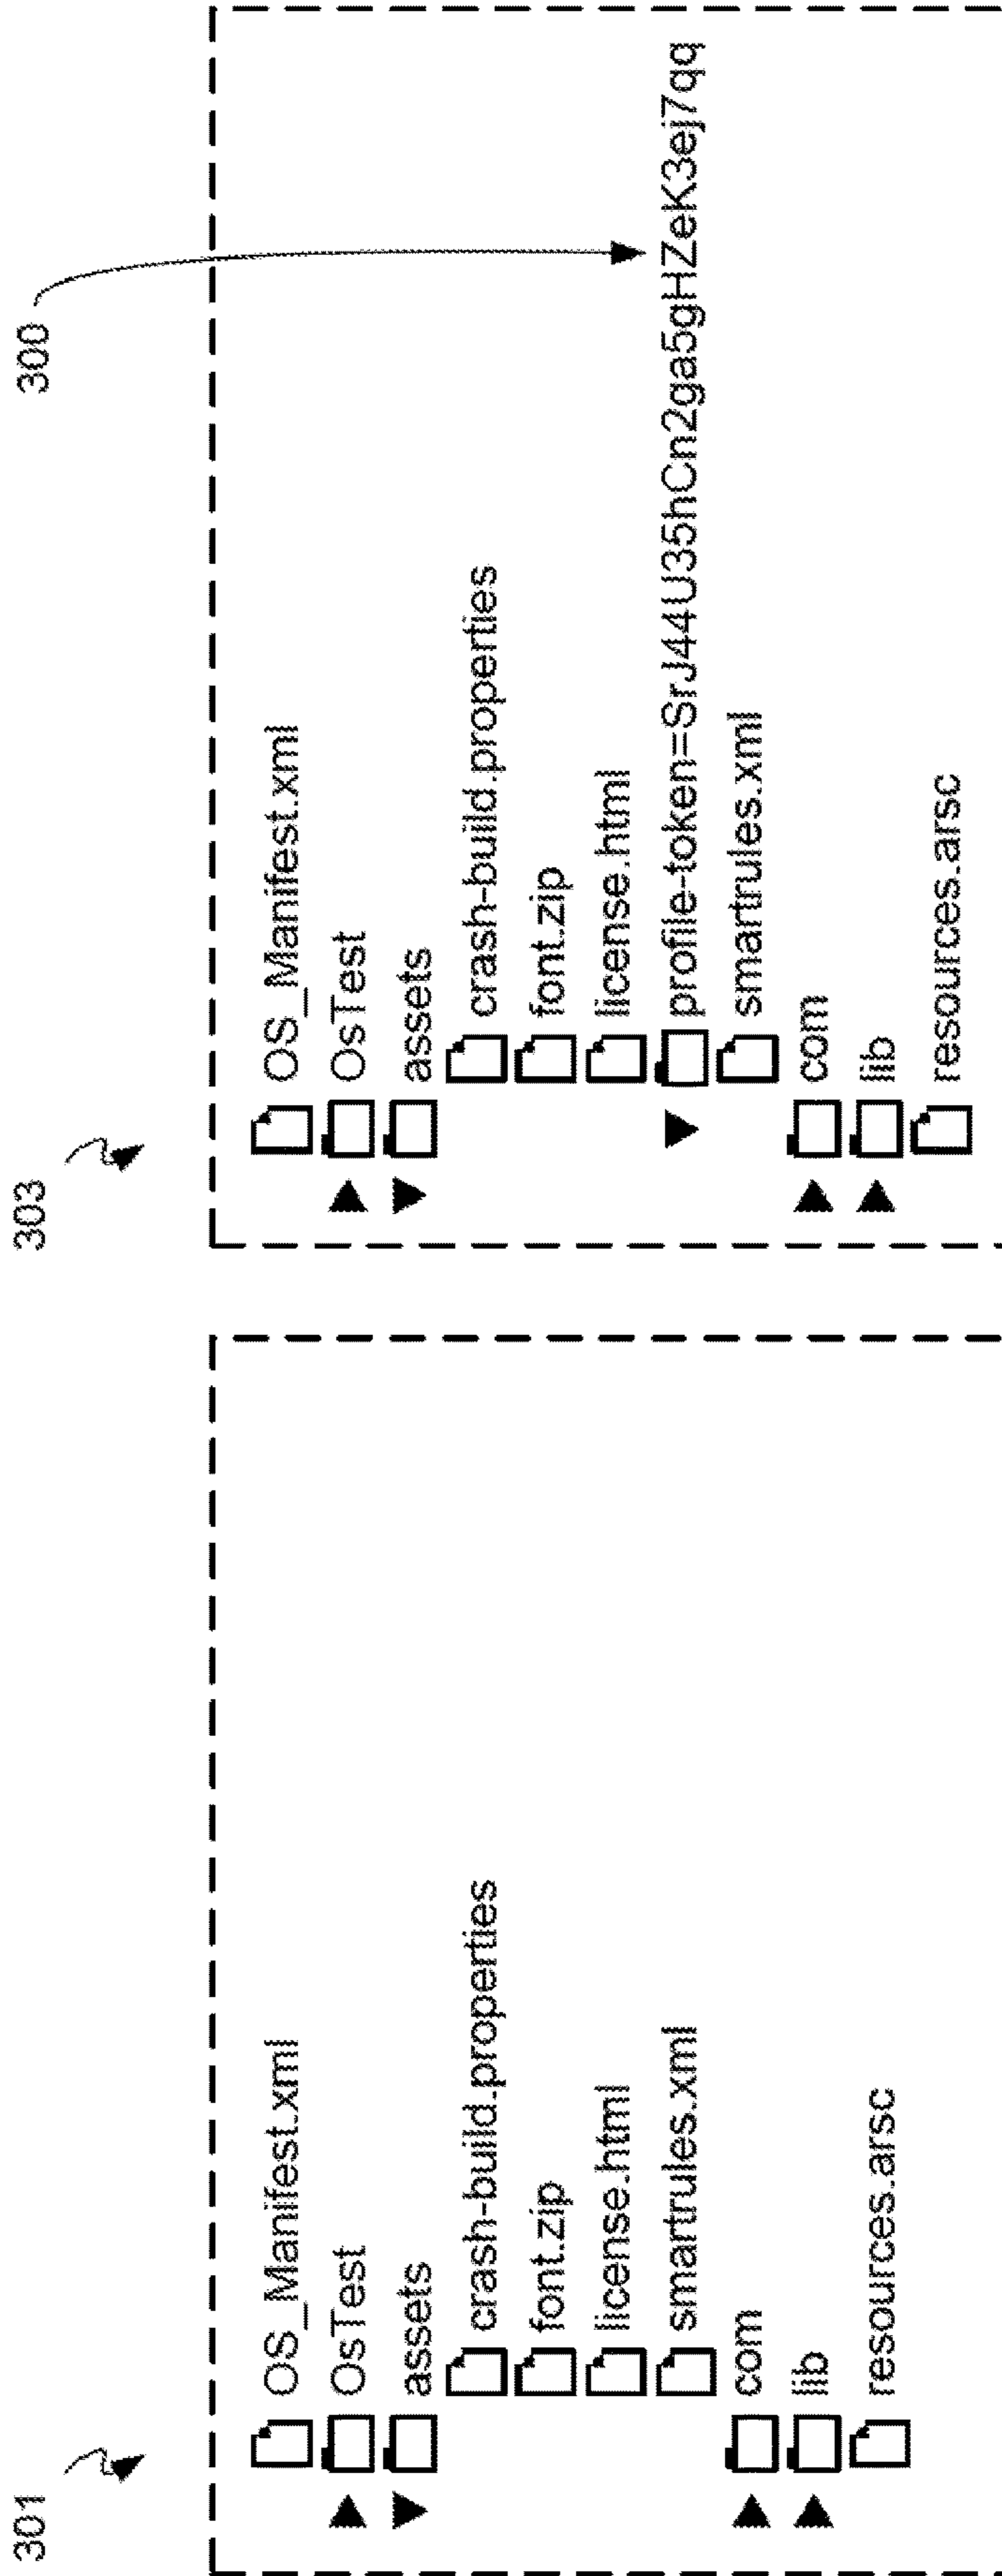 301
OS_Manifest.xml
OsTest
assets
crash-build.properties
font.zip
license.html
smartrules.xml
com
lib
resources.arsc
303
300
OS_Manifest.xml
OsTest
assets
crash-build.properties
font.zip
license.html
profile-token=SrJ44U35hCn2ga5gHZeK3ej7qq
smartrules.xml
com
lib
resources.arsc